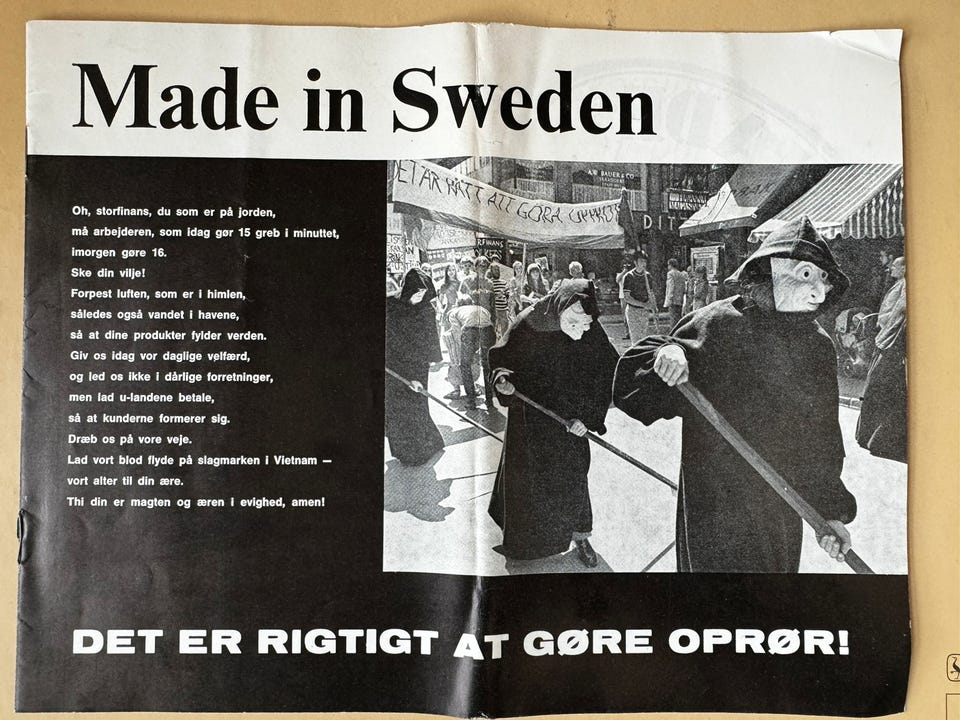 Made in Sweden
Oh, storfinans, du som er på jorden,
må arbejderen, som idag gør 15 greb i minuttet,
imorgen gøre 16.
Ske din vilje!
Forpest luften, som er i himlen,
således også vandet i havene,
så at dine produkter fylder verden.
Giv os idag vor daglige velfærd,
og led os ikke i dårlige forretninger,
men lad u-landene betale,
så at kunderne formerer sig.
Dræb os på vore veje.
Lad vort blod flyde på slagmarken i Vietnam —
vort alter til din ære.
Thi din er magten og æren i evighed, amen!
DET ÄR RÄTT ATT GÖRA UPPROR
BAUER & CO
DIT
DET ER RIGTIGT AT GØRE OPRØR!